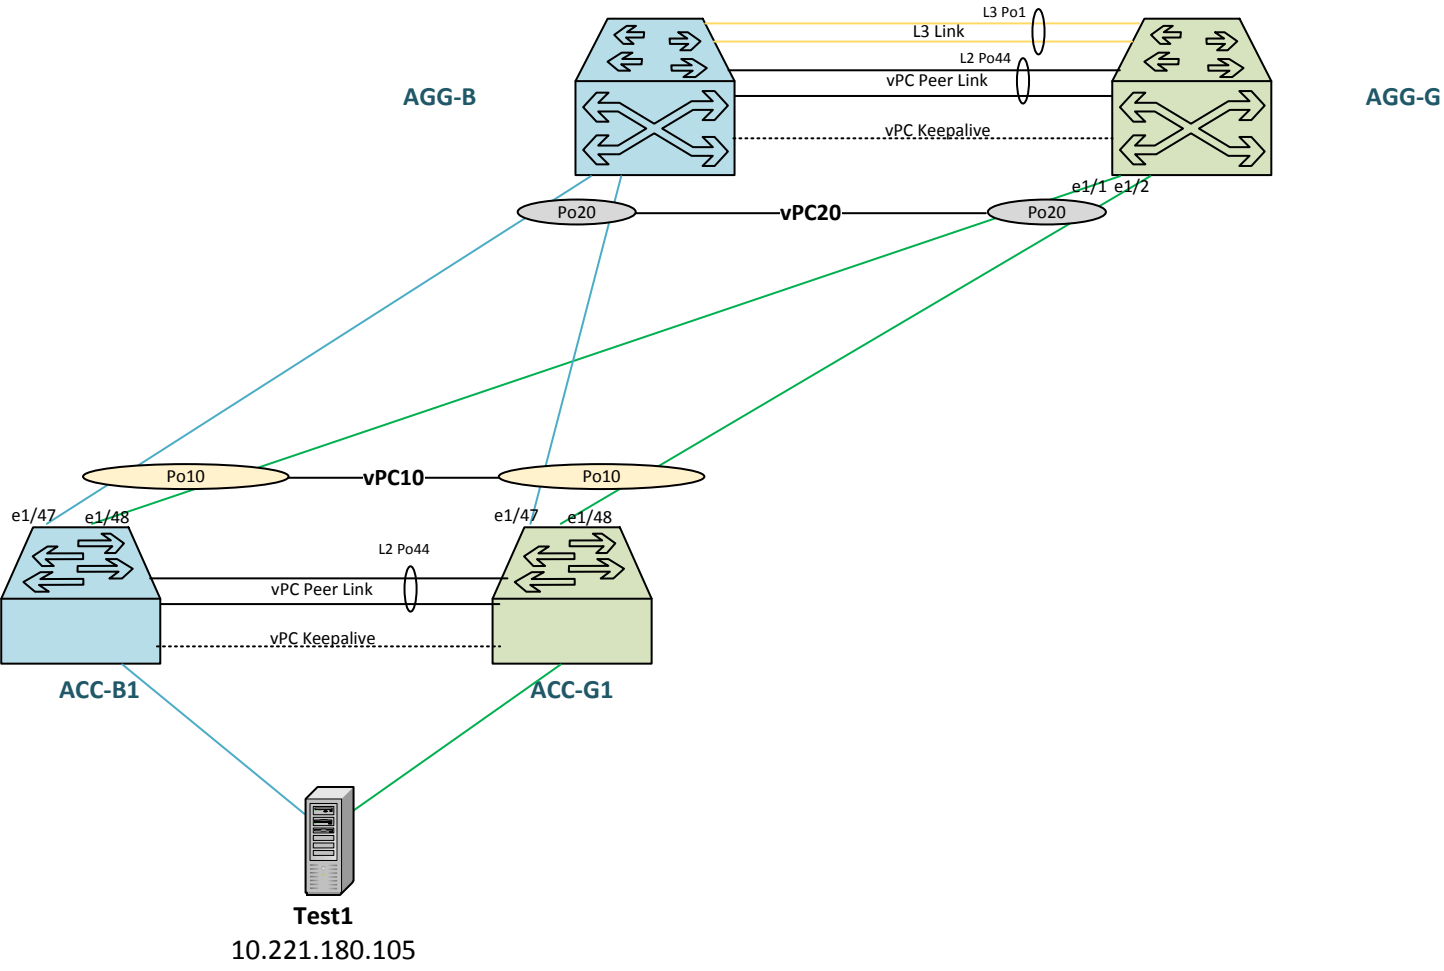 L3 Po1
L3 Link
L2 Po44
vPC Peer Link
AGG-B
AGG-G
vPC Keepalive
e1/1 e1/2
Po20
vPC20
Po20
Po10
vPC10
Po10
e1/47
e1/48
e1/47
e1/48
L2 Po44
vPC Peer Link
vPC Keepalive
ACC-B1
ACC-G1
Test1
10.221.180.105